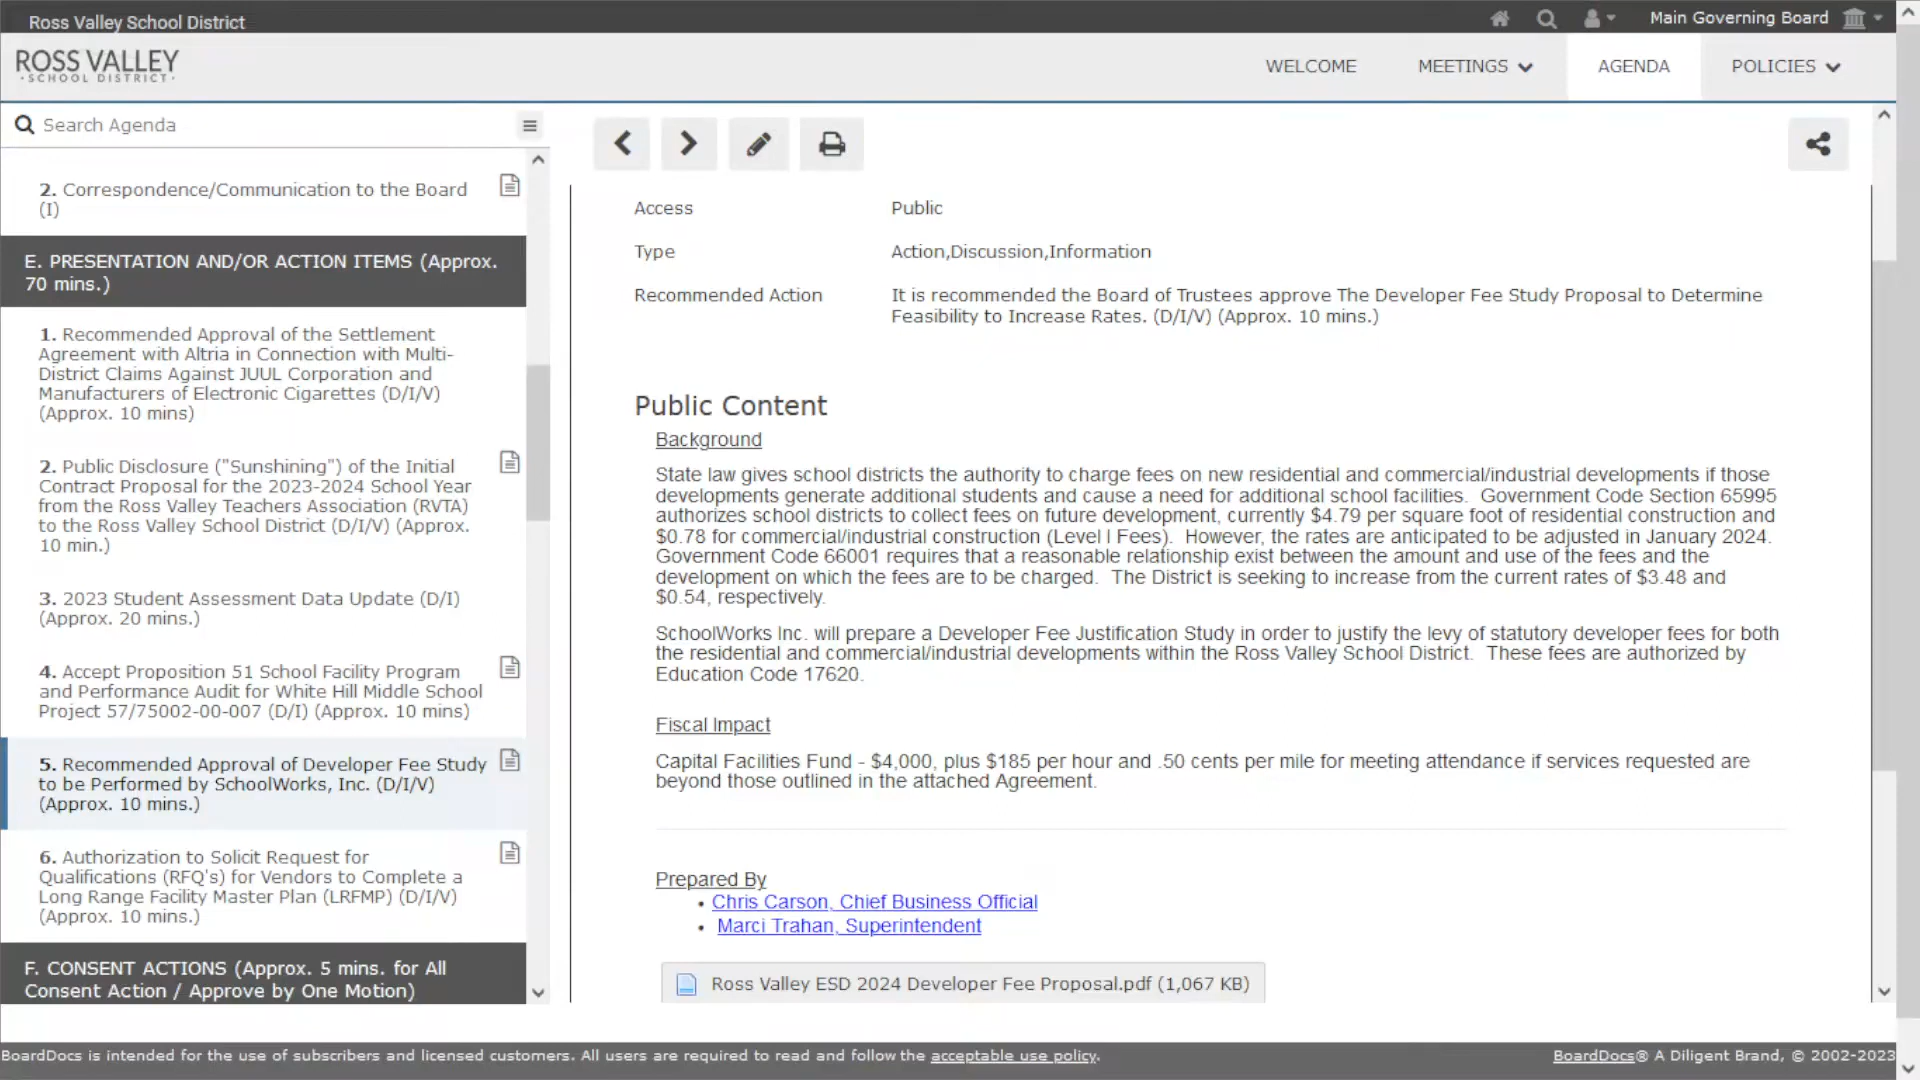 Ross Valley School District
Main Governing Board
ROSS VALLEY
·SCHOOL DISTRICT·
WELCOME
MEETINGS
AGENDA
POLICIES
Search Agenda
2. Correspondence/Communication to the Board
(I)
E. PRESENTATION AND/OR ACTION ITEMS (Approx.
70 mins.)
1. Recommended Approval of the Settlement
Agreement with Altria in Connection with Multi-
District Claims Against JUUL Corporation and
Manufacturers of Electronic Cigarettes (D/I/V)
(Approx. 10 mins)
2. Public Disclosure ("Sunshining") of the Initial
Contract Proposal for the 2023-2024 School Year
from the Ross Valley Teachers Association (RVTA)
to the Ross Valley School District (D/I/V) (Approx.
10 min.)
3. 2023 Student Assessment Data Update (D/I)
(Approx. 20 mins.)
4. Accept Proposition 51 School Facility Program
and Performance Audit for White Hill Middle School
Project 57/75002-00-007 (D/I) (Approx. 10 mins)
5. Recommended Approval of Developer Fee Study
to be Performed by SchoolWorks, Inc. (D/I/V)
(Approx. 10 mins.)
6. Authorization to Solicit Request for
Qualifications (RFQ's) for Vendors to Complete a
Long Range Facility Master Plan (LRFMP) (D/I/V)
(Approx. 10 mins.)
F. CONSENT ACTIONS (Approx. 5 mins. for All
Consent Action / Approve by One Motion)
Access Public
Type Action,Discussion,Information
Recommended Action It is recommended the Board of Trustees approve The Developer Fee Study Proposal to Determine
Feasibility to Increase Rates. (D/I/V) (Approx. 10 mins.)
Public Content
Background
State law gives school districts the authority to charge fees on new residential and commercial/industrial developments if those
developments generate additional students and cause a need for additional school facilities. Government Code Section 65995
authorizes school districts to collect fees on future development, currently $4.79 per square foot of residential construction and
$0.78 for commercial/industrial construction (Level I Fees). However, the rates are anticipated to be adjusted in January 2024.
Government Code 66001 requires that a reasonable relationship exist between the amount and use of the fees and the
development on which the fees are to be charged. The District is seeking to increase from the current rates of $3.48 and
$0.54, respectively.
SchoolWorks Inc. will prepare a Developer Fee Justification Study in order to justify the levy of statutory developer fees for both
the residential and commercial/industrial developments within the Ross Valley School District. These fees are authorized by
Education Code 17620.
Fiscal Impact
Capital Facilities Fund - $4,000, plus $185 per hour and .50 cents per mile for meeting attendance if services requested are
beyond those outlined in the attached Agreement.
Prepared By
• Chris Carson, Chief Business Official
• Marci Trahan, Superintendent
Ross Valley ESD 2024 Developer Fee Proposal.pdf (1,067 KB)
BoardDocs is intended for the use of subscribers and licensed customers. All users are required to read and follow the acceptable use policy.
BoardDocs® A Diligent Brand, © 2002-2023